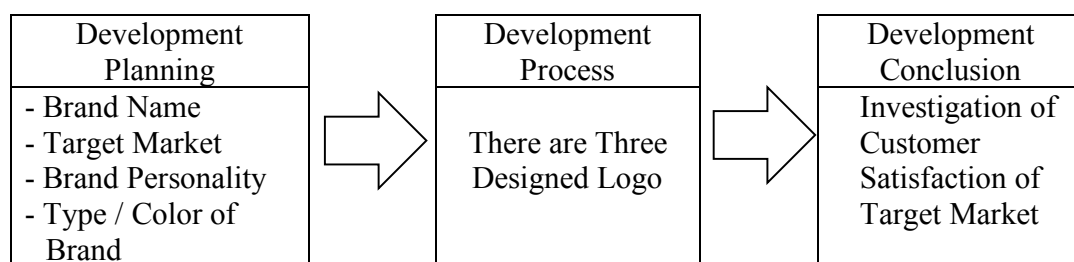 Development
Planning
- Brand Name
- Target Market
- Brand Personality
- Type / Color of
Brand
Development
Process
There are Three
Designed Logo
Development
Conclusion
Investigation of
Customer
Satisfaction of
Target Market